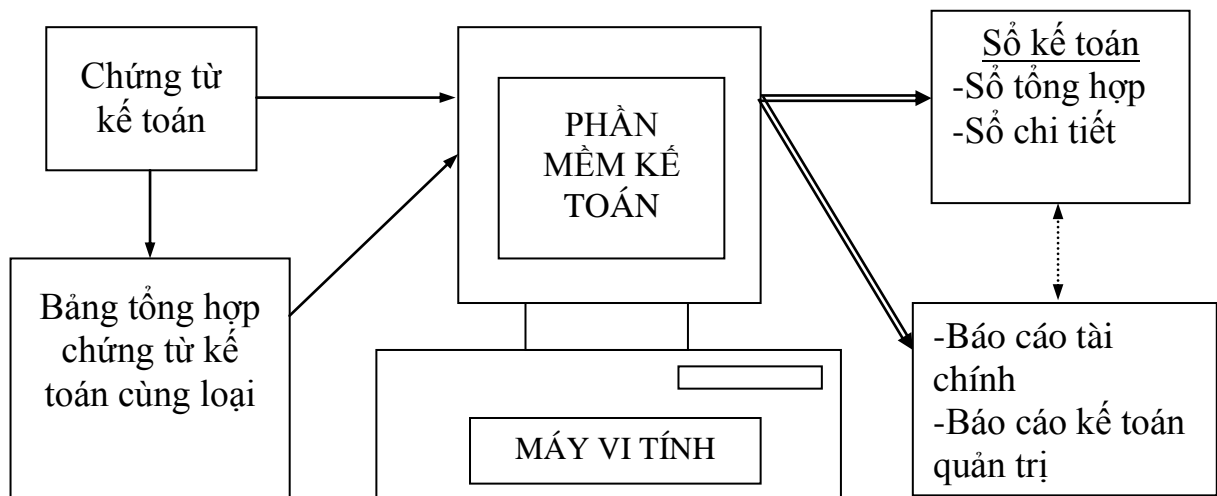 Chứng từ
kế toán
Bảng tổng hợp
chứng từ kế
toán cùng loại
PHẦN
MỀM KẾ
TOÁN
MÁY VI TÍNH
Sổ kế toán
-Sổ tổng hợp
-Sổ chi tiết
-Báo cáo tài
chính
-Báo cáo kế toán
quản trị